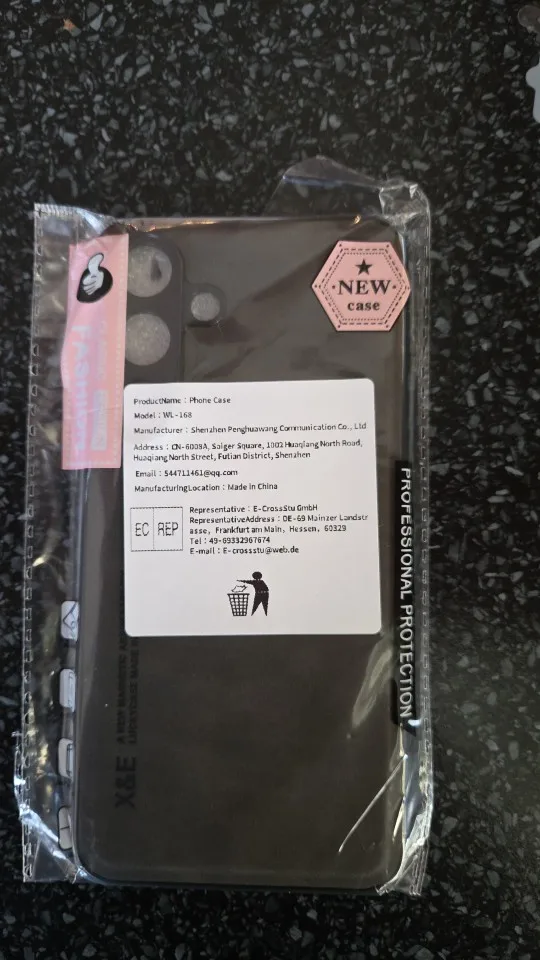 NEW
case
ProductName : Phone Case
Model : WL-168
Manufacturer : Shenzhen Penghuawang Communication Co., Ltd
Address : CN-6008A, Saiger Square, 1002 Huaqiang North Road,
Huaqiang North Street, Futian District, Shenzhen
Email : 544711461@qq.com
ManufacturingLocation : Made in China
EC REP
Representative : E-CrossStu GmbH
RepresentativeAddress : DE-69 Mainzer Landstr
asse, Frankfurt am Main, Hessen, 60329
Tel : 49-69332967674
E-mail : E-crossstu@web.de
PROFESSIONAL PROTECTION
X&E